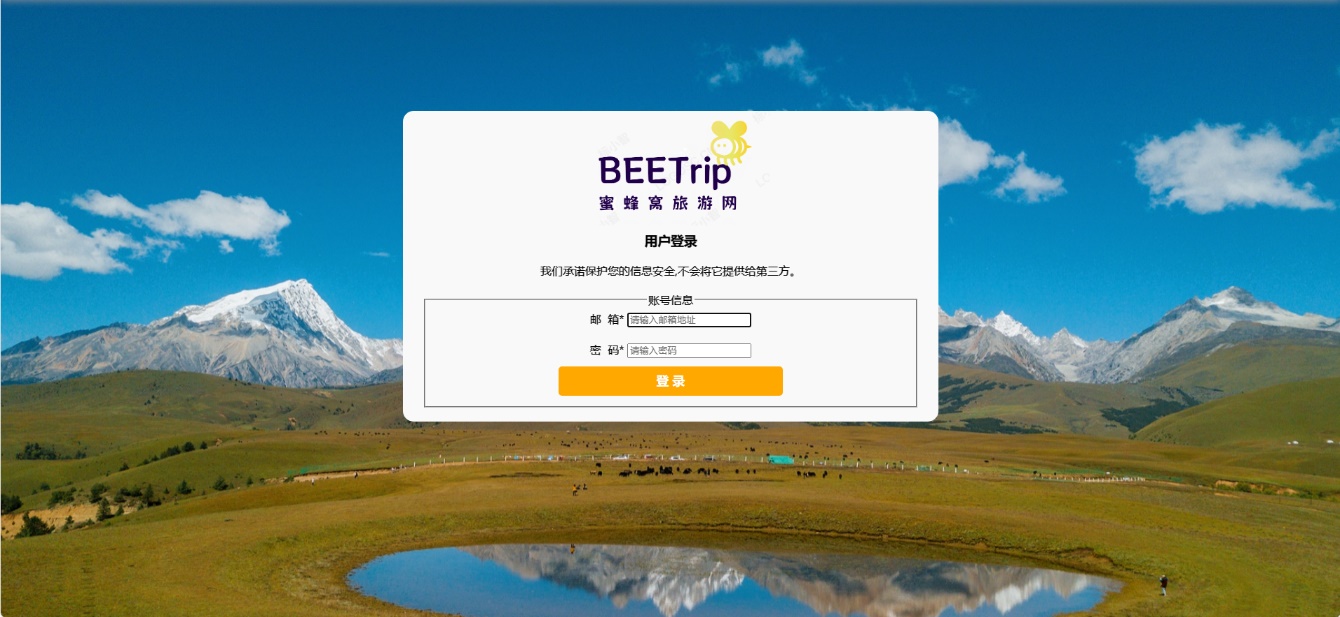 BEETrip
蜜蜂窝旅游网
用户登录
我们承诺保护您的信息安全,不会将它提供给第三方。
账号信息
邮 箱* 请输入邮箱地址
密 码* 请输入密码
登 录